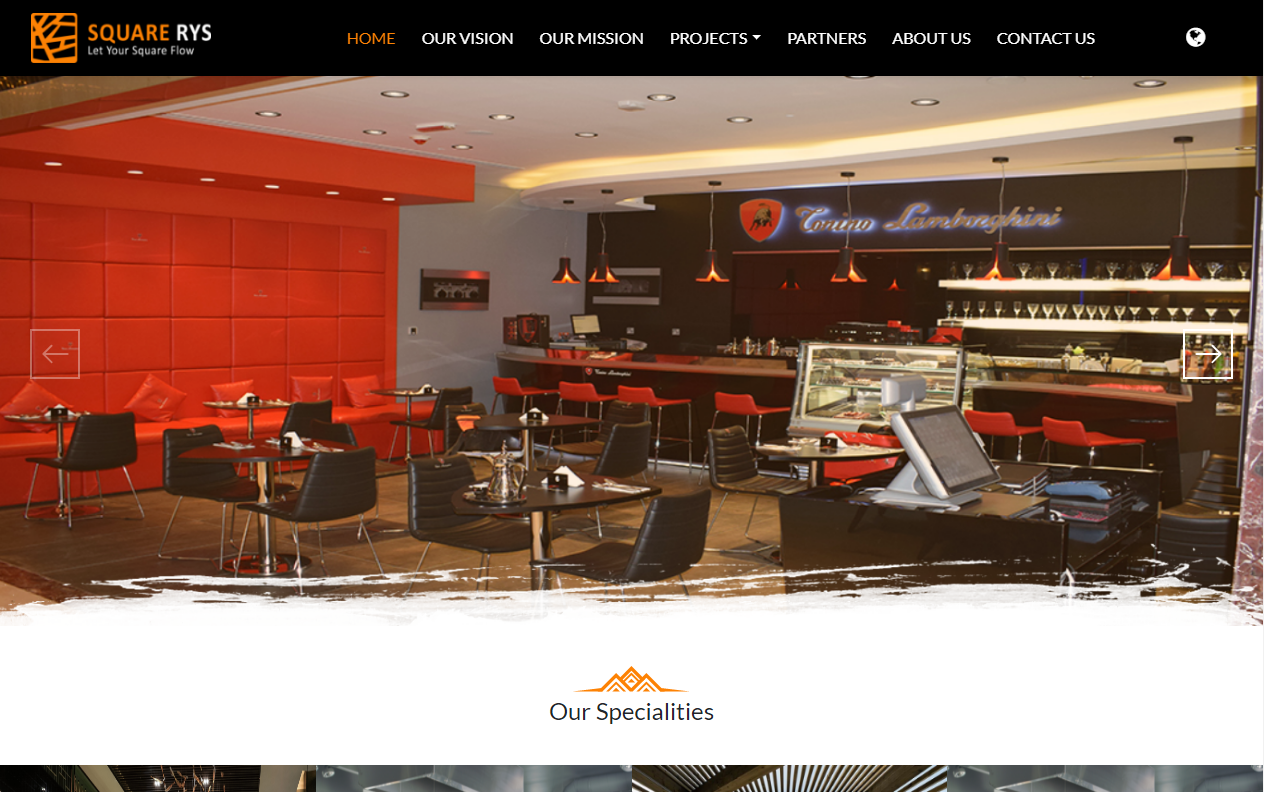 SQUARE RYS
Let Your Square Flow
HOME OUR VISION OUR MISSION PROJECTS PARTNERS ABOUT US CONTACT US
Tonino Lamborghini
Our Specialities